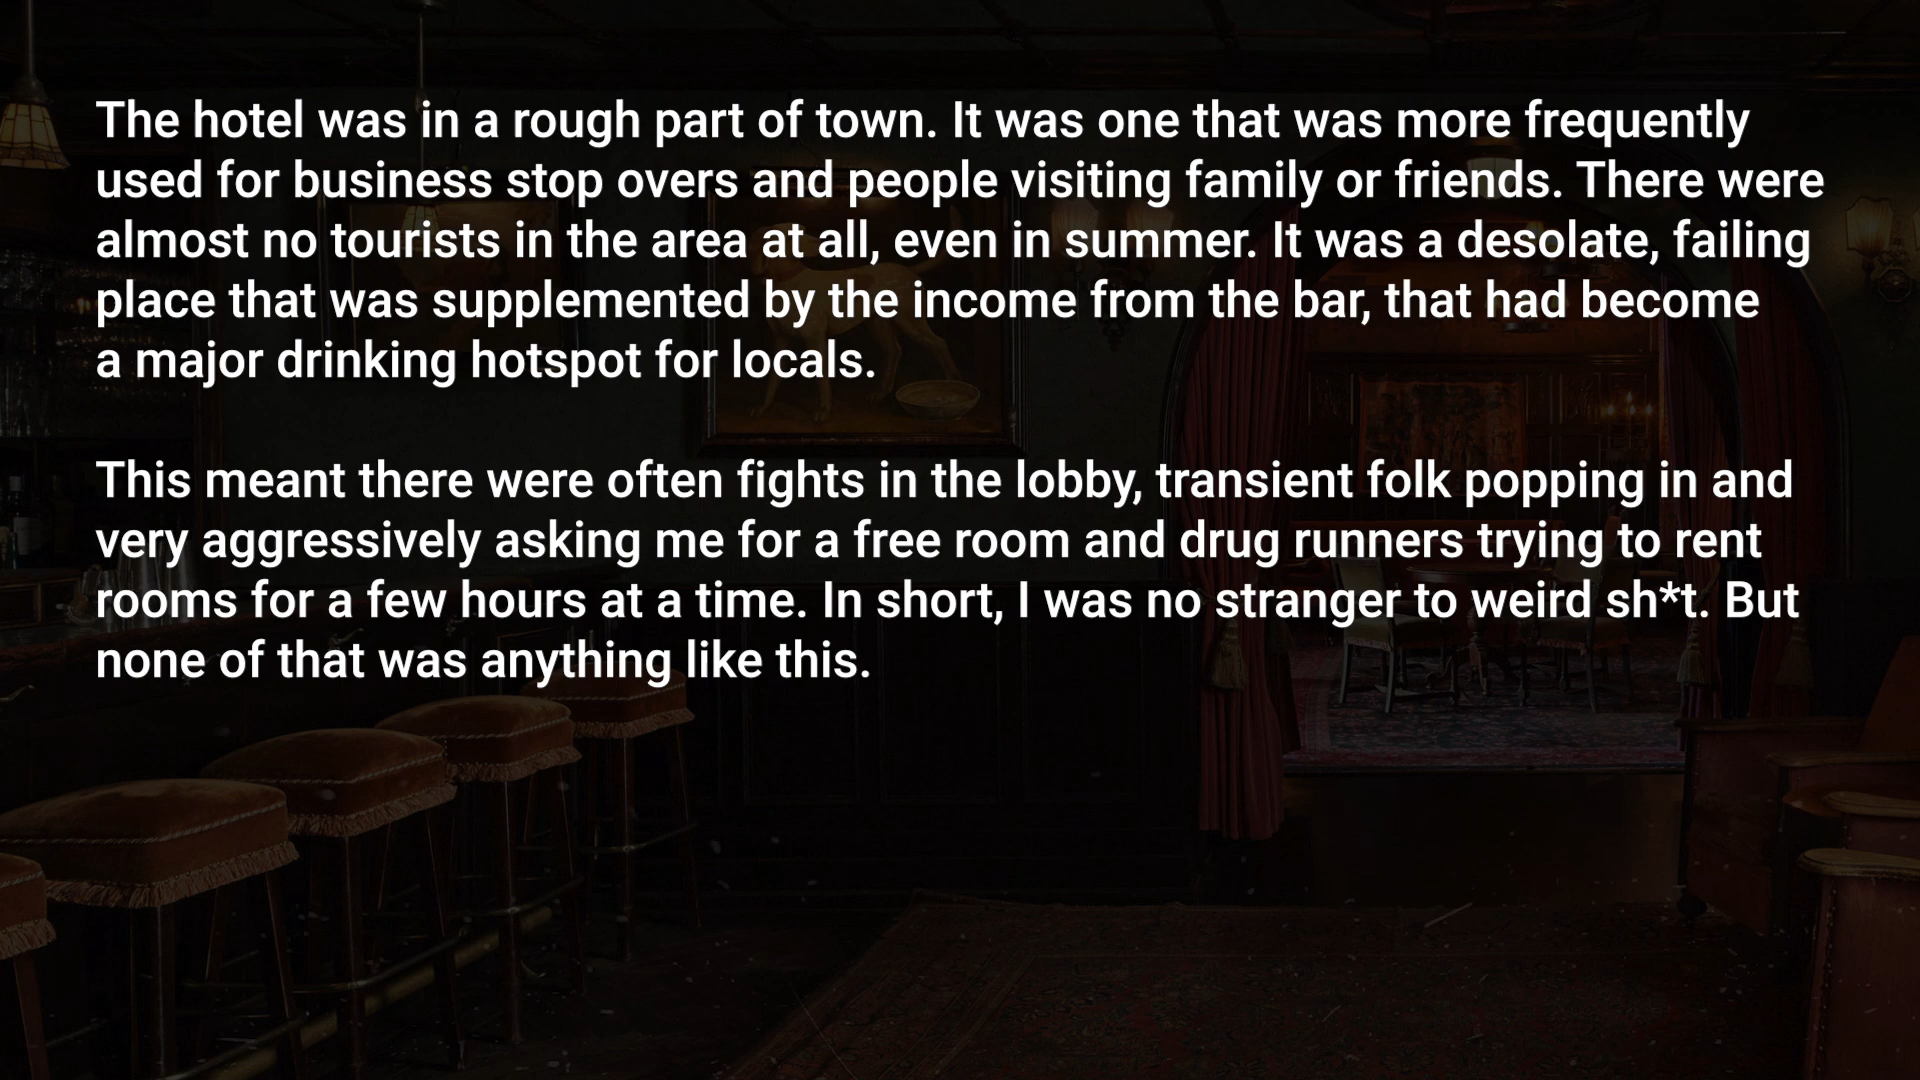 The hotel was in a rough part of town. It was one that was more frequently
used for business stop overs and people visiting family or friends. There were
almost no tourists in the area at all, even in summer. It was a desolate, failing
place that was supplemented by the income from the bar, that had become
a major drinking hotspot for locals.
This meant there were often fights in the lobby, transient folk popping in and
very aggressively asking me for a free room and drug runners trying to rent
rooms for a few hours at a time. In short, I was no stranger to weird sh*t. But
none of that was anything like this.